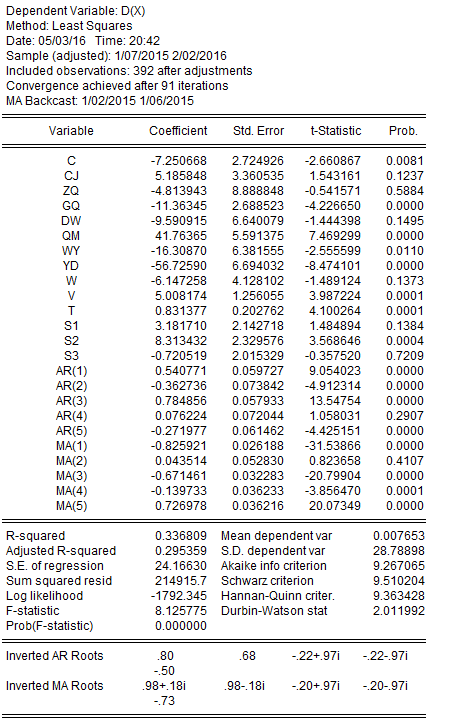 Dependent Variable: D(X)
Method: Least Squares
Date: 05/03/16 Time: 20:42
Sample (adjusted): 1/07/2015 2/02/2016
Included observations: 392 after adjustments
Convergence achieved after 91 iterations
MA Backcast: 1/02/2015 1/06/2015
Variable Coefficient Std. Error t-Statistic Prob.
C -7.250668 2.724926 -2.660867 0.0081
CJ 5.185848 3.360535 1.543161 0.1237
ZQ -4.813943 8.888848 -0.541571 0.5884
GQ -11.36345 2.688523 -4.226650 0.0000
DW -9.590915 6.640079 -1.444398 0.1495
QM 41.76365 5.591375 7.469299 0.0000
WY -16.30870 6.381555 -2.555599 0.0110
YD -56.72590 6.694032 -8.474101 0.0000
W -6.147258 4.128102 -1.489124 0.1373
V 5.008174 1.256055 3.987224 0.0001
T 0.831377 0.202762 4.100264 0.0001
S1 3.181710 2.142718 1.484894 0.1384
S2 8.313432 2.329576 3.568646 0.0004
S3 -0.720519 2.015329 -0.357520 0.7209
AR(1) 0.540771 0.059727 9.054023 0.0000
AR(2) -0.362736 0.073842 -4.912314 0.0000
AR(3) 0.784856 0.057933 13.54754 0.0000
AR(4) 0.076224 0.072044 1.058031 0.2907
AR(5) -0.271977 0.061462 -4.425151 0.0000
MA(1) -0.825921 0.026188 -31.53866 0.0000
MA(2) 0.043514 0.052830 0.823658 0.4107
MA(3) -0.671461 0.032283 -20.79904 0.0000
MA(4) -0.139733 0.036233 -3.856470 0.0001
MA(5) 0.726978 0.036216 20.07349 0.0000
R-squared 0.336809 Mean dependent var 0.007653
Adjusted R-squared 0.295359 S.D. dependent var 28.78898
S.E. of regression 24.16630 Akaike info criterion 9.267065
Sum squared resid 214915.7 Schwarz criterion 9.510204
Log likelihood -1792.345 Hannan-Quinn criter. 9.363428
F-statistic 8.125775 Durbin-Watson stat 2.011992
Prob(F-statistic) 0.000000
Inverted AR Roots .80 .68 -.22+.97i -.22-.97i
-.50
Inverted MA Roots .98+.18i .98-.18i -.20+.97i -.20-.97i
-.73